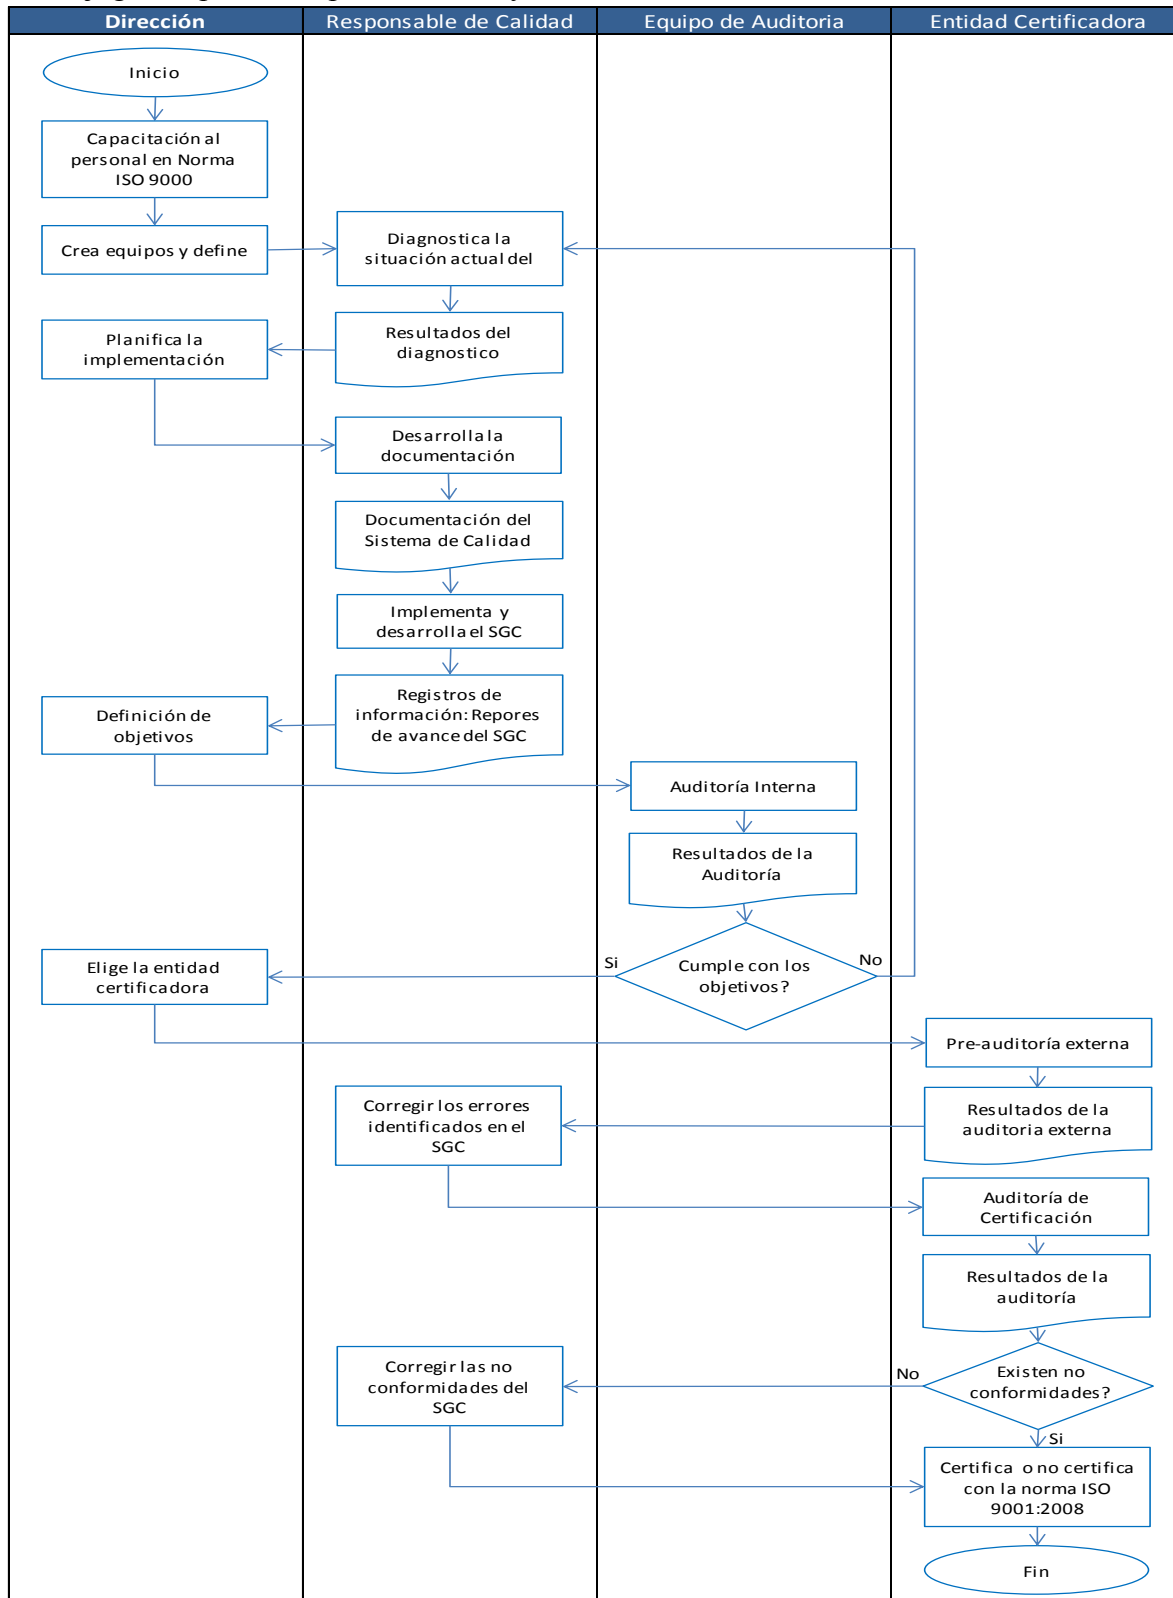 Dirección
Responsable de Calidad
Equipo de Auditoria
Entidad Certificadora
Inicio
Capacitación al
personal en Norma
ISO 9000
Crea equipos y define
Diagnostica la
situación actual del
Planifica la
implementación
Resultados del
diagnostico
Desarrolla la
documentación
Documentación del
Sistema de Calidad
Implementa y
desarrolla el SGC
Definición de
objetivos
Registros de
información: Repores
de avance del SGC
Auditoría Interna
Resultados de la
Auditoría
Elige la entidad
certificadora
Si
Cumple con los
objetivos?
No
Pre-auditoría externa
Corregir los errores
identificados en el
SGC
Resultados de la
auditoria externa
Auditoría de
Certificación
Resultados de la
auditoría
Corregir las no
conformidades del
SGC
No
Existen no
conformidades?
Si
Certifica o no certifica
con la norma ISO
9001:2008
Fin